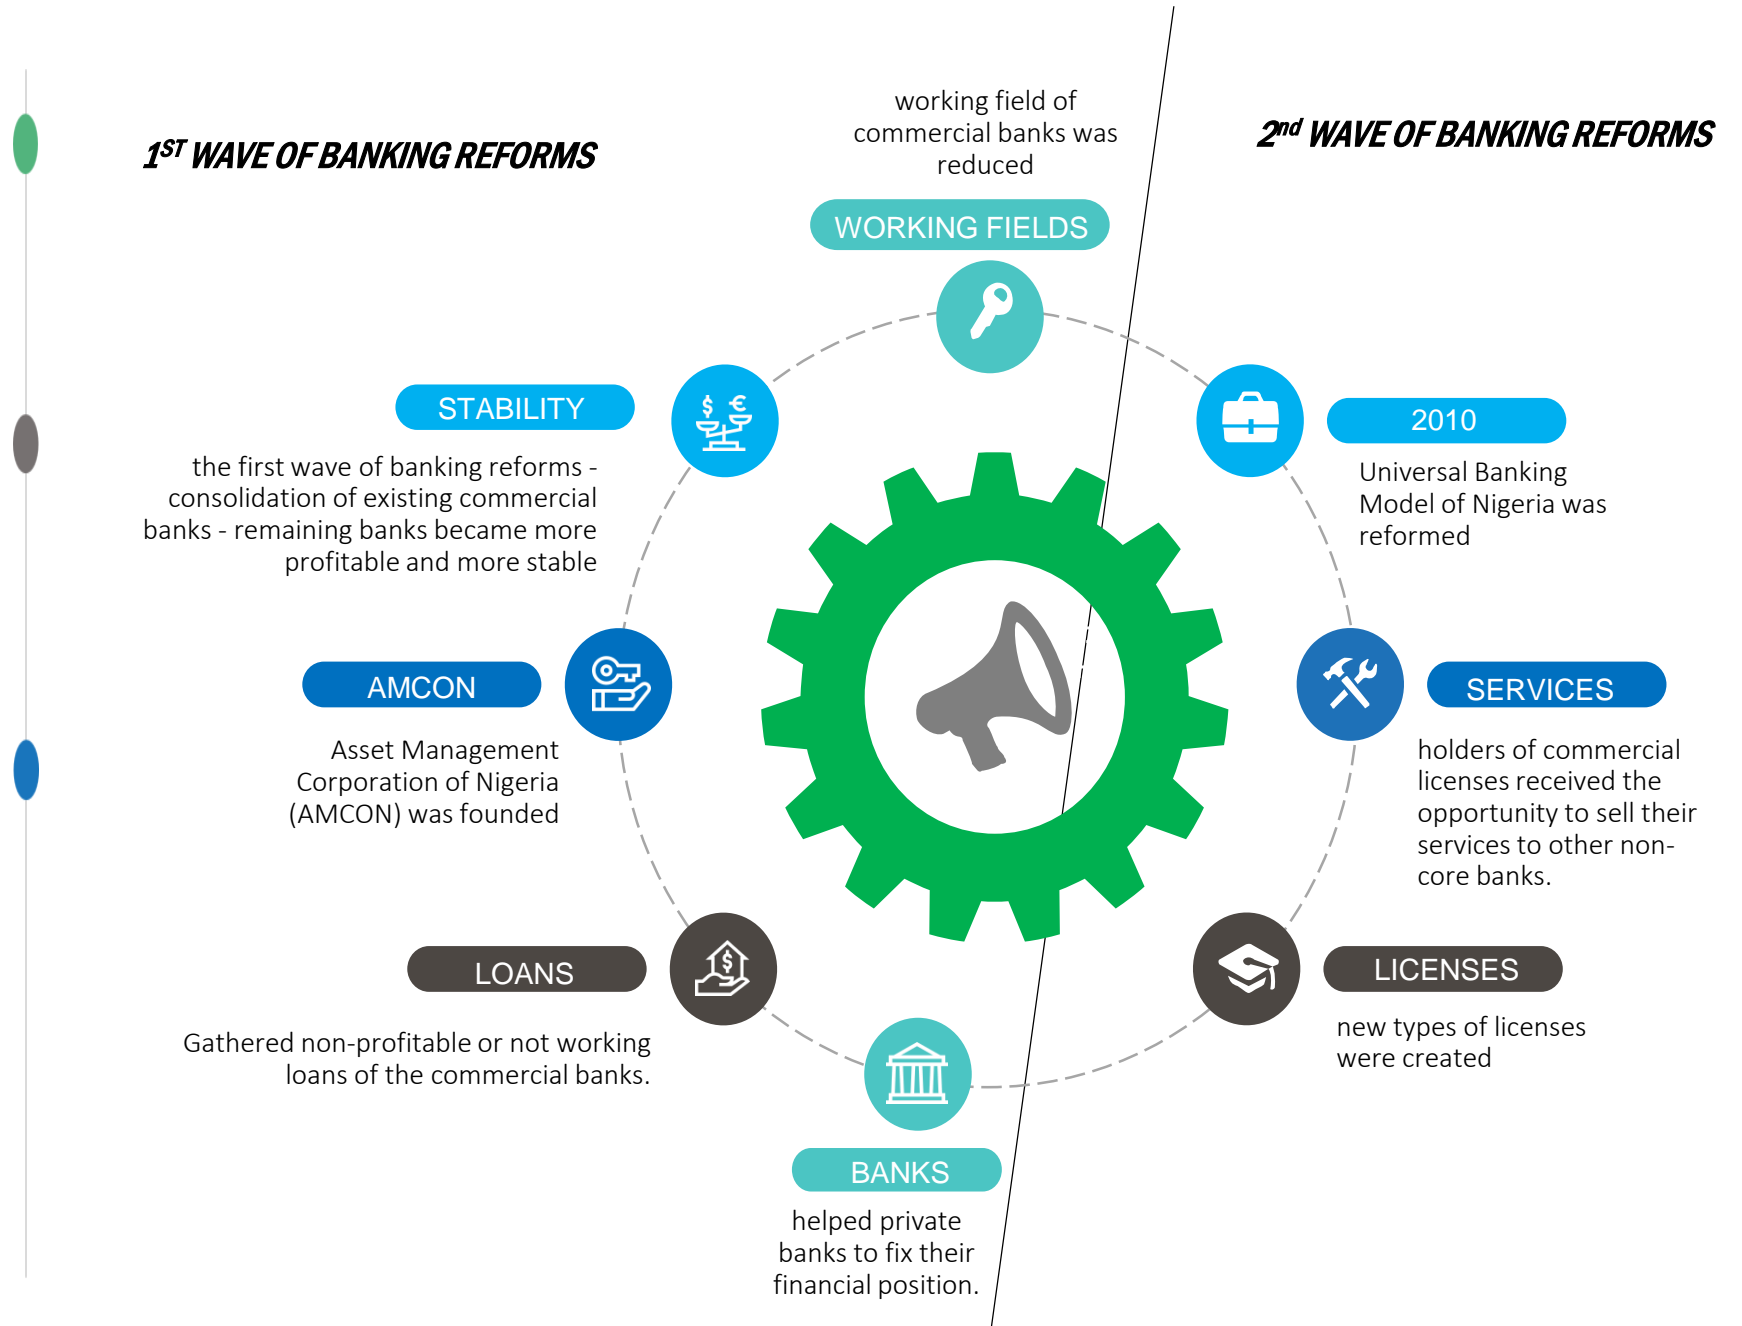 1ST WAVE OF BANKING REFORMS
working field of
commercial banks was
reduced
WORKING FIELDS
STABILITY
the first wave of banking reforms -
consolidation of existing commercial
banks - remaining banks became more
profitable and more stable
AMCON
Asset Management
Corporation of Nigeria
(AMCON) was founded
LOANS
Gathered non-profitable or not working
loans of the commercial banks.
BANKS
helped private
banks to fix their
financial position.
2nd WAVE OF BANKING REFORMS
2010
Universal Banking
Model of Nigeria was
reformed
SERVICES
holders of commercial
licenses received the
opportunity to sell their
services to other non-
core banks.
LICENSES
new types of licenses
were created
$ €
$